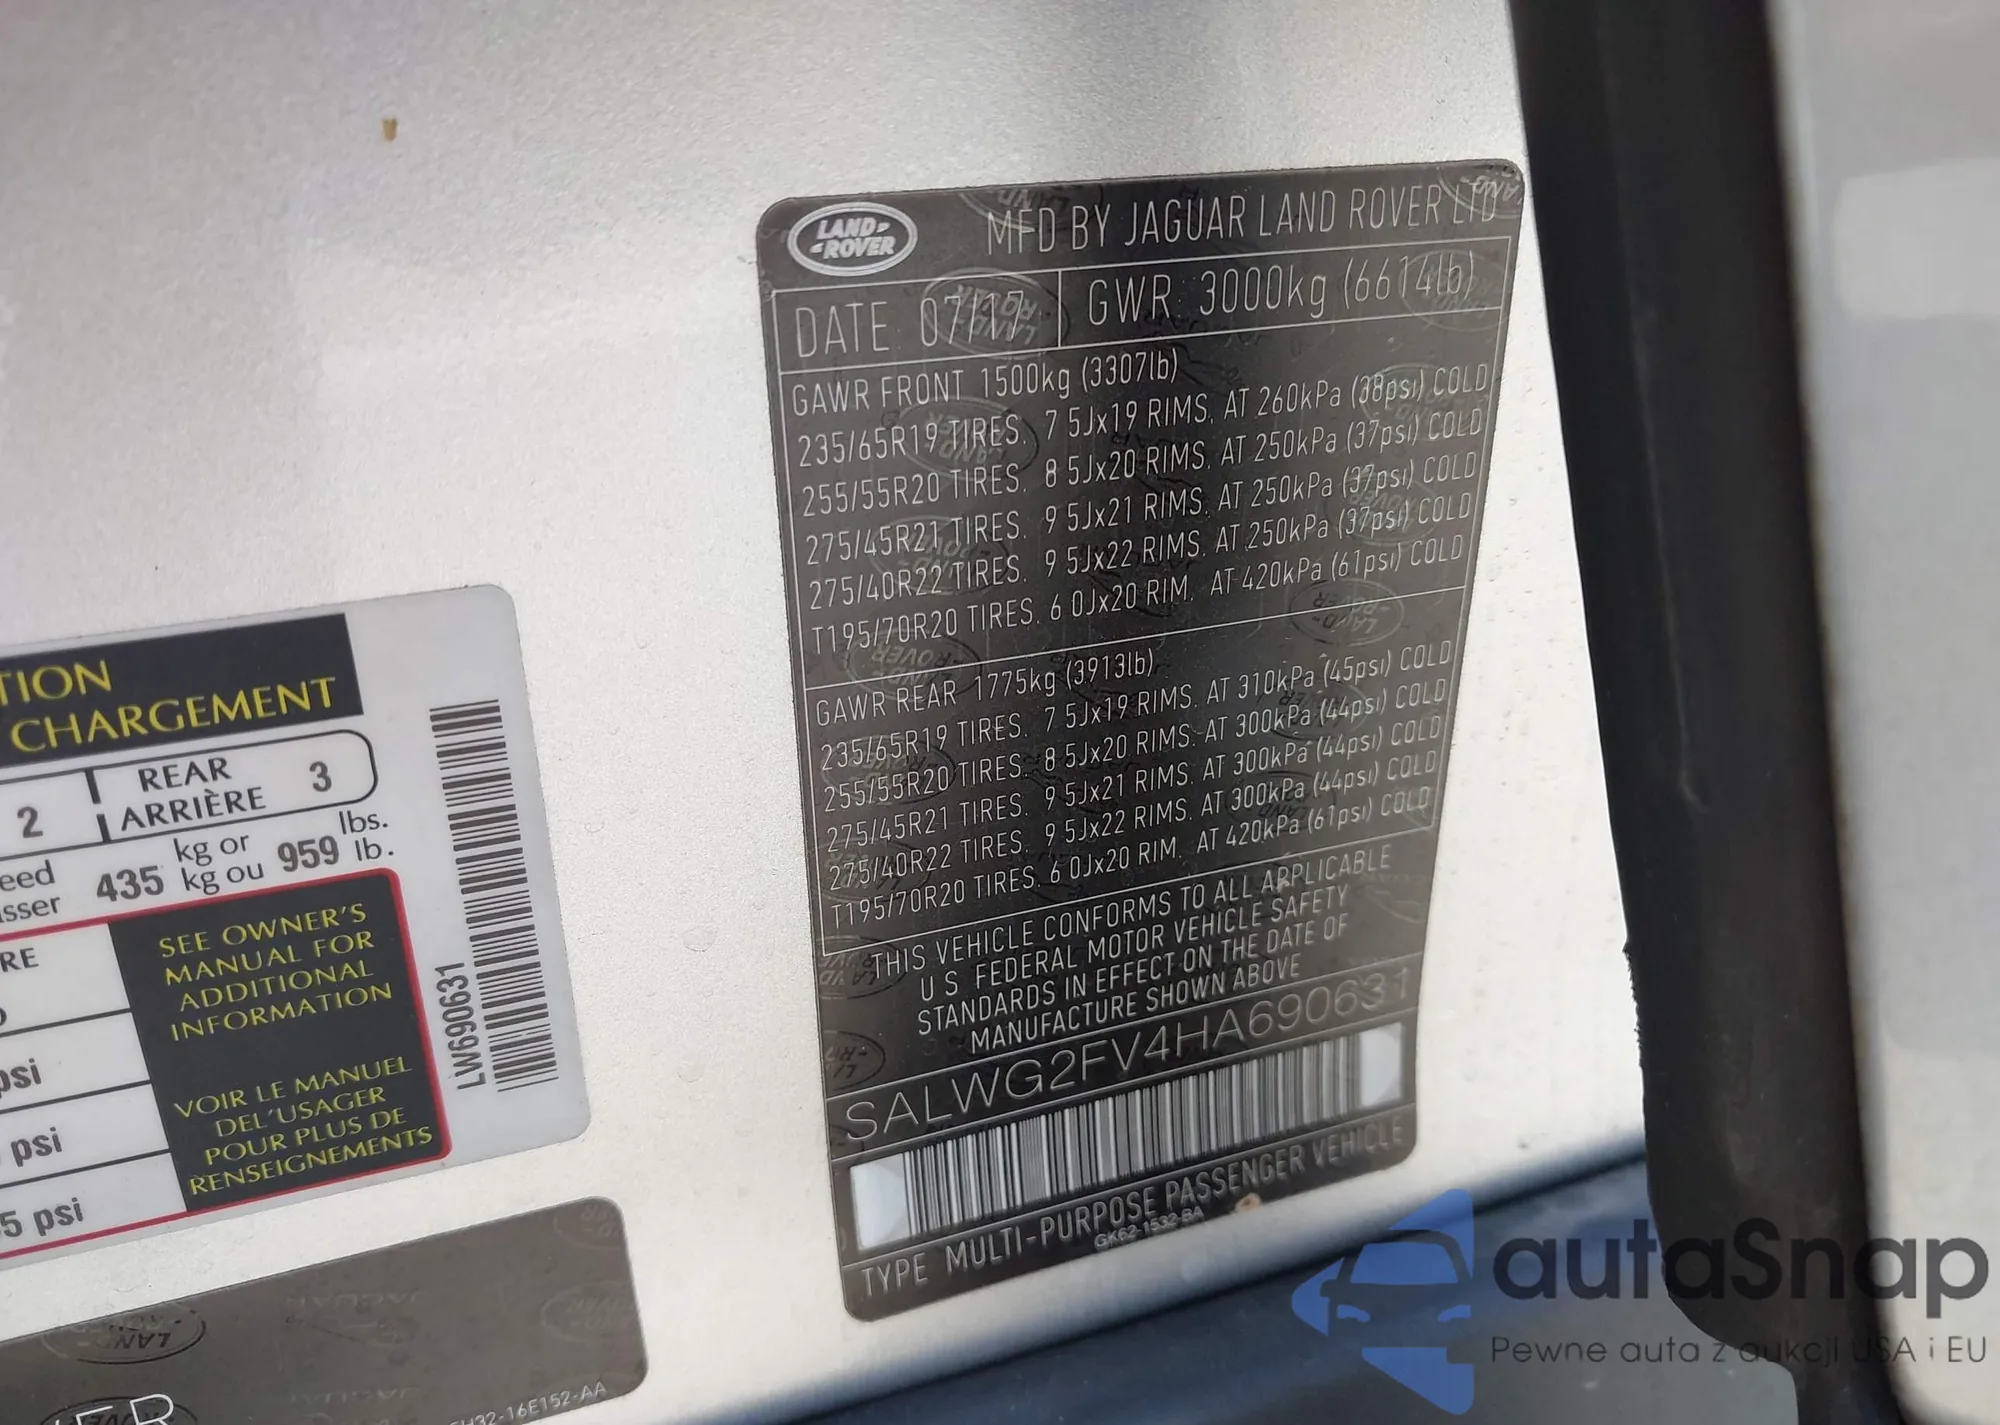 LAND ROVER
MFD BY JAGUAR LAND ROVER LTD
DATE 07/17 GWR 3000kg (6614lb)
GAWR FRONT 1500kg (3307lb)
235/65R19 TIRES. 7 5Jx19 RIMS. AT 260kPa (38psi) COLD
255/55R20 TIRES. 8 5Jx20 RIMS. AT 250kPa (37psi) COLD
275/45R21 TIRES. 9 5Jx21 RIMS. AT 250kPa (37psi) COLD
275/40R22 TIRES. 9 5Jx22 RIMS. AT 250kPa (37psi) COLD
T195/70R20 TIRES. 6 0Jx20 RIM. AT 420kPa (61psi) COLD
GAWR REAR 1775kg (3913lb)
235/65R19 TIRES. 7 5Jx19 RIMS. AT 310kPa (45psi) COLD
255/55R20 TIRES. 8 5Jx20 RIMS. AT 300kPa (44psi) COLD
275/45R21 TIRES. 9 5Jx21 RIMS. AT 300kPa (44psi) COLD
275/40R22 TIRES. 9 5Jx22 RIMS. AT 300kPa (44psi) COLD
T195/70R20 TIRES. 6 0Jx20 RIM. AT 420kPa (61psi) COLD
THIS VEHICLE CONFORMS TO ALL APPLICABLE
U S FEDERAL MOTOR VEHICLE SAFETY
STANDARDS IN EFFECT ON THE DATE OF
MANUFACTURE SHOWN ABOVE
SALWG2FV4HA690631
TYPE MULTI-PURPOSE PASSENGER VEHICLE
GK62-1532-BA
TION
CHARGEMENT
2 REAR ARRIÈRE 3
eed
sser
435 kg or kg ou 959 lbs. lb.
RE
SEE OWNER'S
MANUAL FOR
ADDITIONAL
INFORMATION
VOIR LE MANUEL
DEL'USAGER
POUR PLUS DE
RENSEIGNEMENTS
psi
psi
5 psi
LW690631
H32-16E152-AA
autaSnap
Pewne auta z aukcji USA i EU